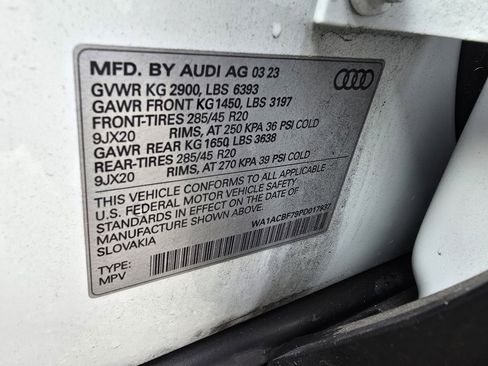 MFD. BY AUDI AG 03 23
GVWR KG 2900, LBS 6393
GAWR FRONT KG1450, LBS 3197
FRONT-TIRES 285/45 R20
9JX20 RIMS, AT 250 KPA 36 PSI COLD
GAWR REAR KG1650, LBS 3638
REAR-TIRES 285/45 R20
9JX20 RIMS, AT 270 KPA 39 PSI COLD
THIS VEHICLE CONFORMS TO ALL APPLICABLE
U.S. FEDERAL MOTOR VEHICLE SAFETY
STANDARDS IN EFFECT ON THE DATE OF
MANUFACTURE SHOWN ABOVE.
SLOVAKIA
WA1ACBF79PD017937
TYPE:
MPV